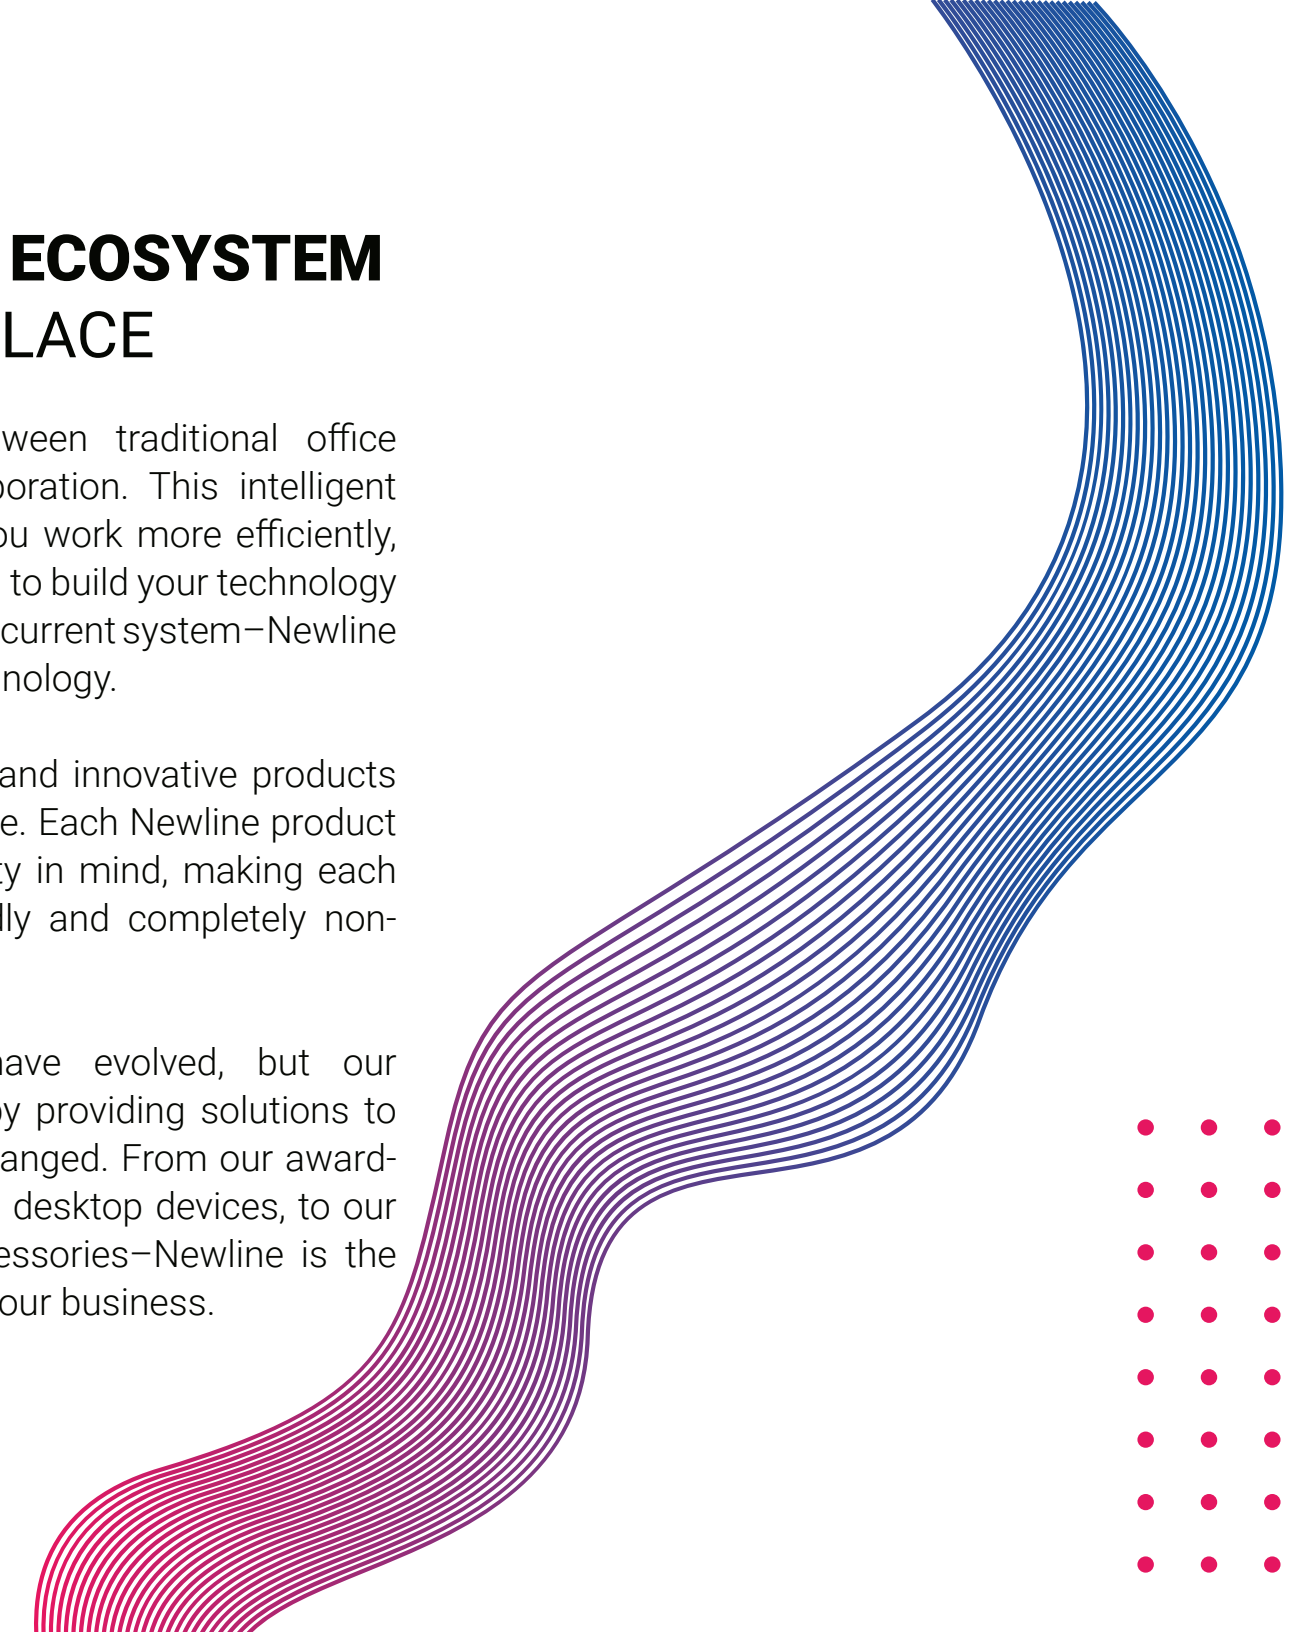 ECOSYSTEM
LACE
ween traditional office
oration. This intelligent
ou work more efficiently,
to build your technology
current system–Newline
nology.
and innovative products
e. Each Newline product
ty in mind, making each
lly and completely non-
ave evolved, but our
by providing solutions to
anged. From our award-
desktop devices, to our
essories–Newline is the
our business.